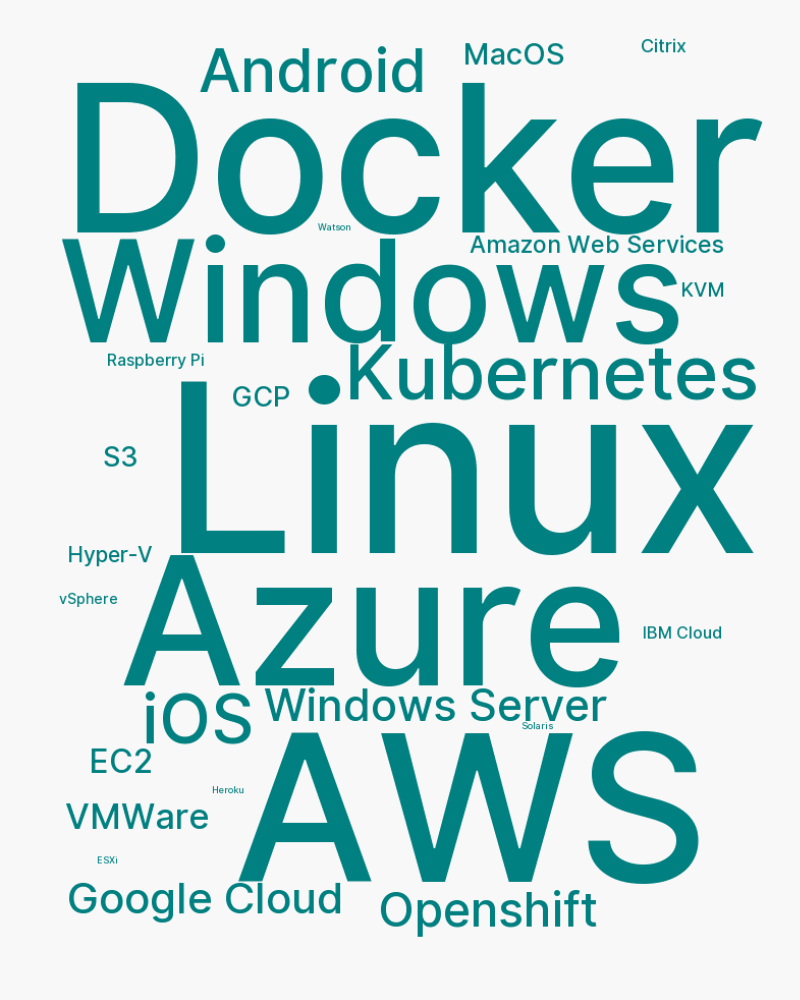 Citrix
MacOS
Android
Docker
Watson
Amazon Web Services
Windows
KVM
Raspberry Pi
Kubernetes
GCP
Linux
S3
Hyper-V
vSphere
Azure
IBM Cloud
iOS
Windows Server
Solaris
EC2
Heroku
AWS
VMWare
ESXi
Google Cloud
Openshift